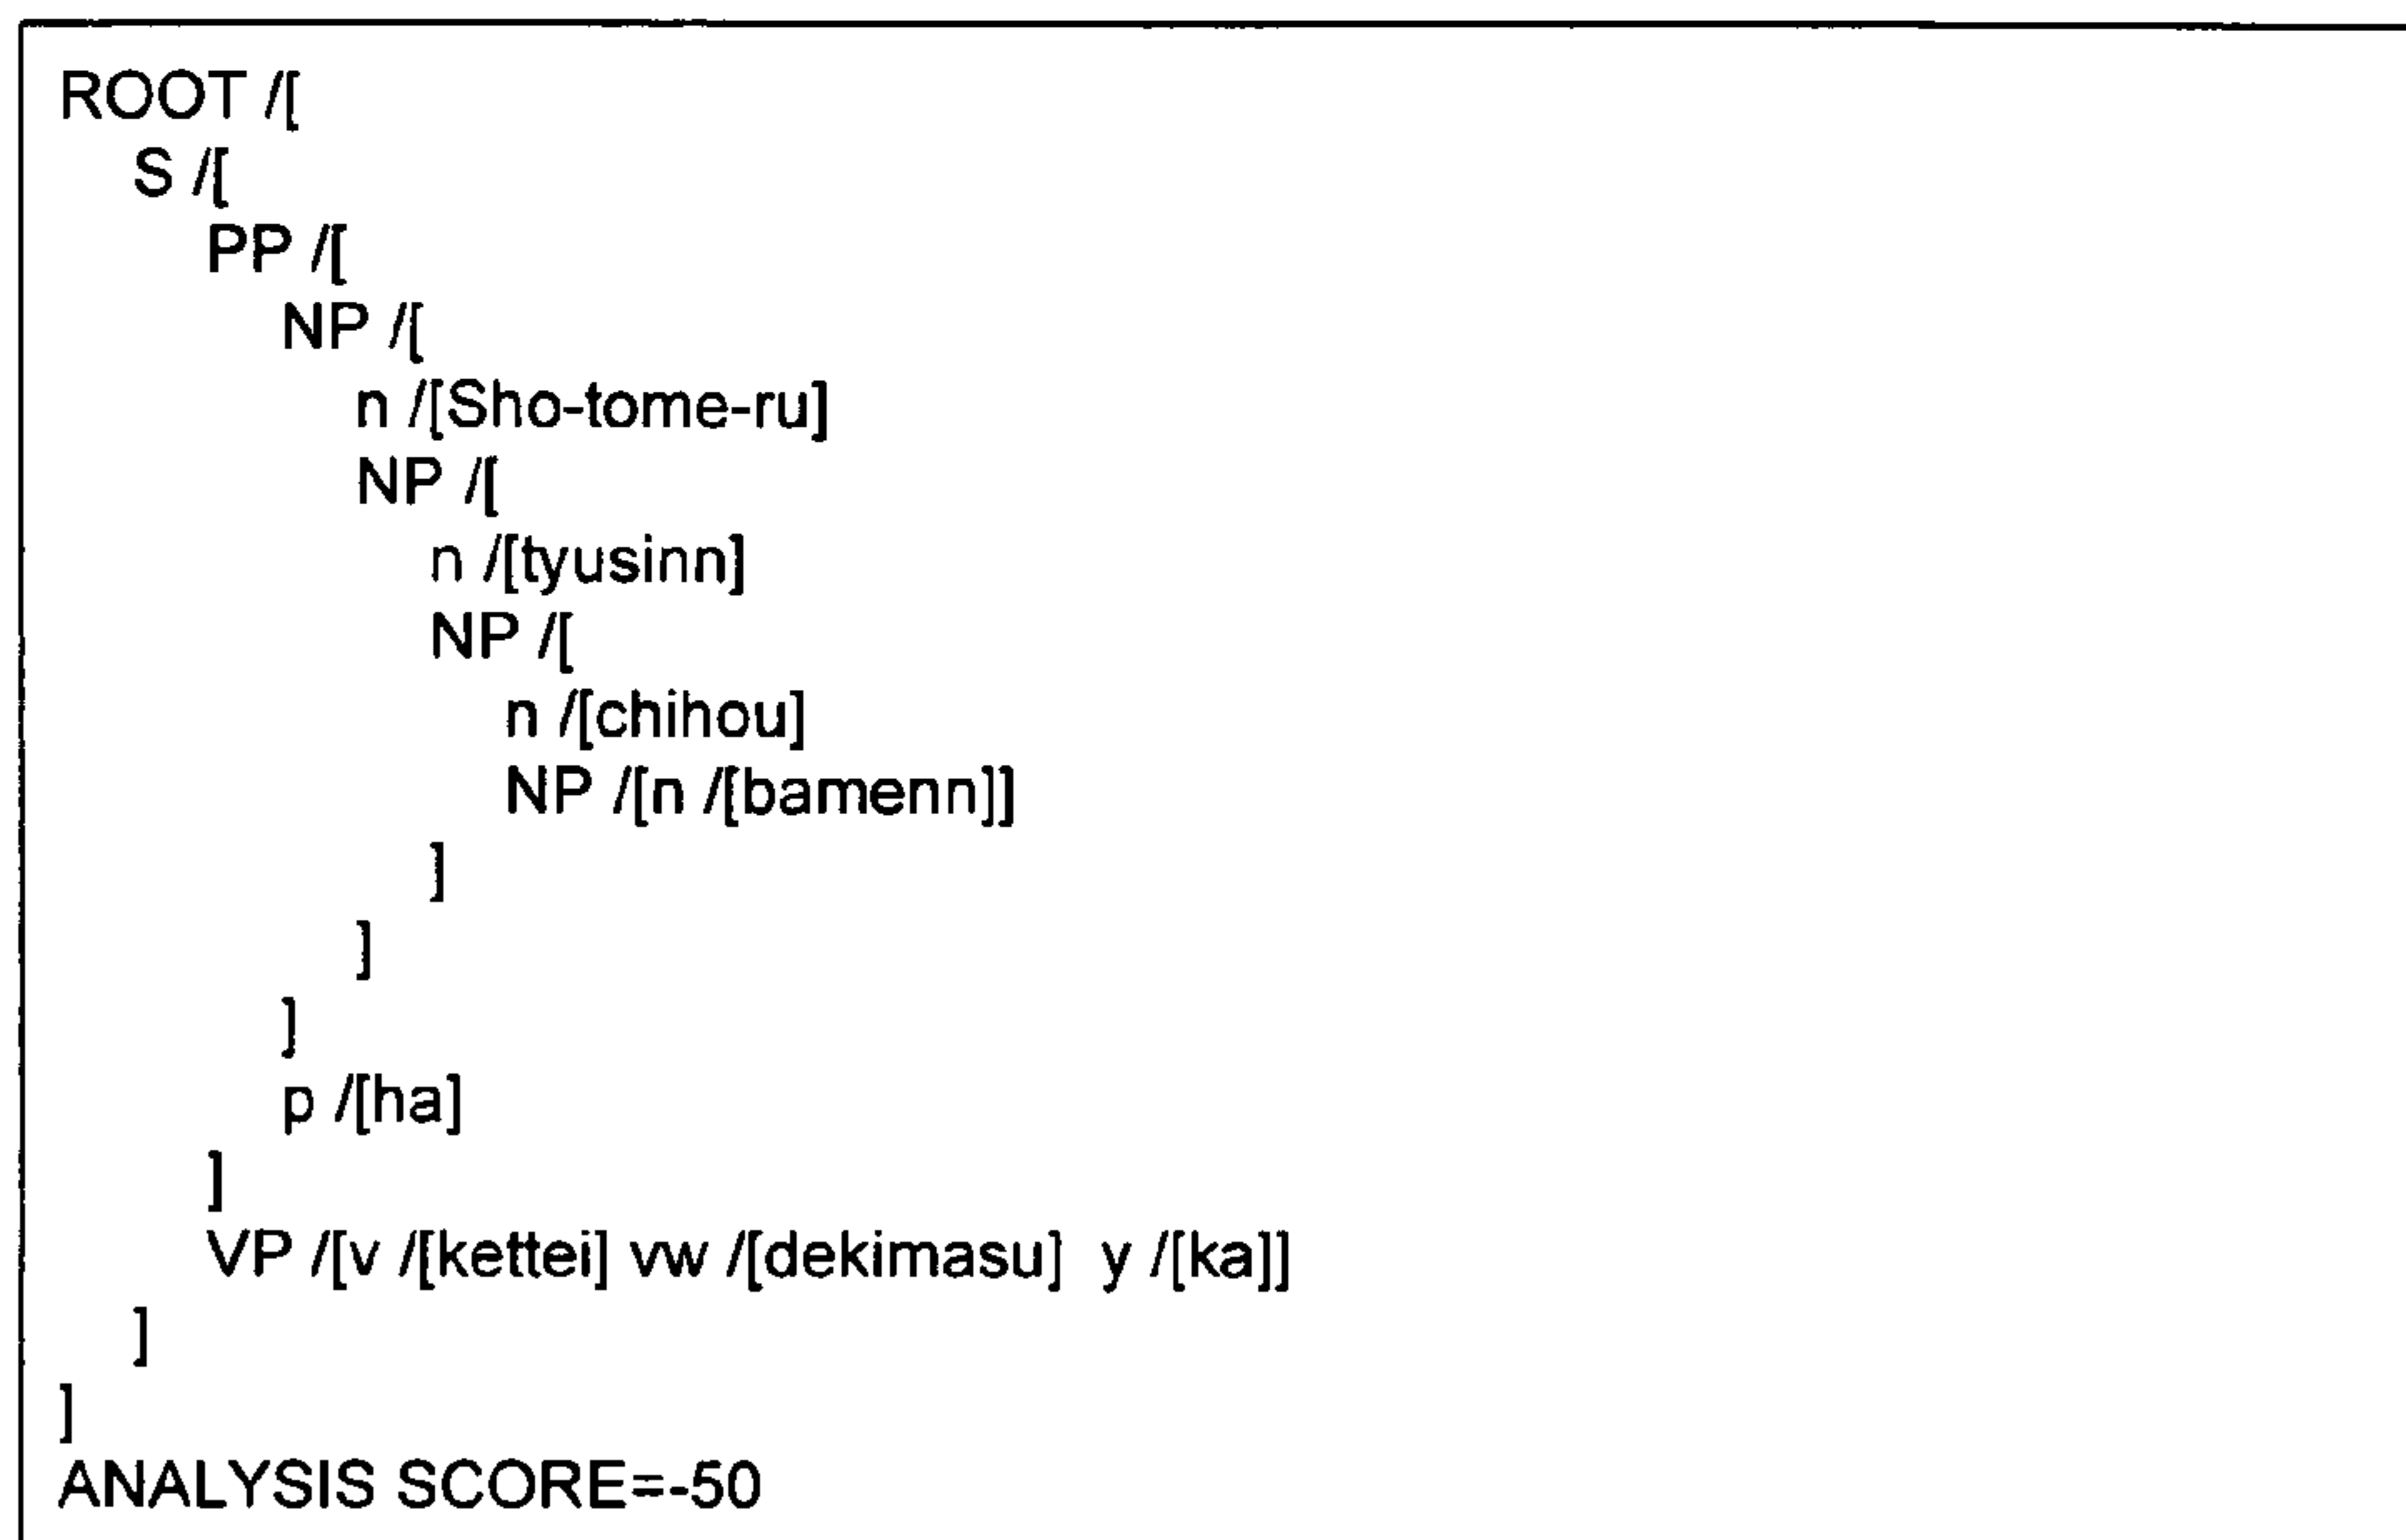 ROOT /[
S /[
PP /[
NP /[
n /[Sho-tome-ru]
NP /[
n /[tyusinn]
NP /[
n /[chihou]
NP /[n /[bamenn]]
]
]
]
p /[ha]
]
VP /[v /[kettei] vw /[dekimasu] y /[ka]]
]
]
ANALYSIS SCORE=-50